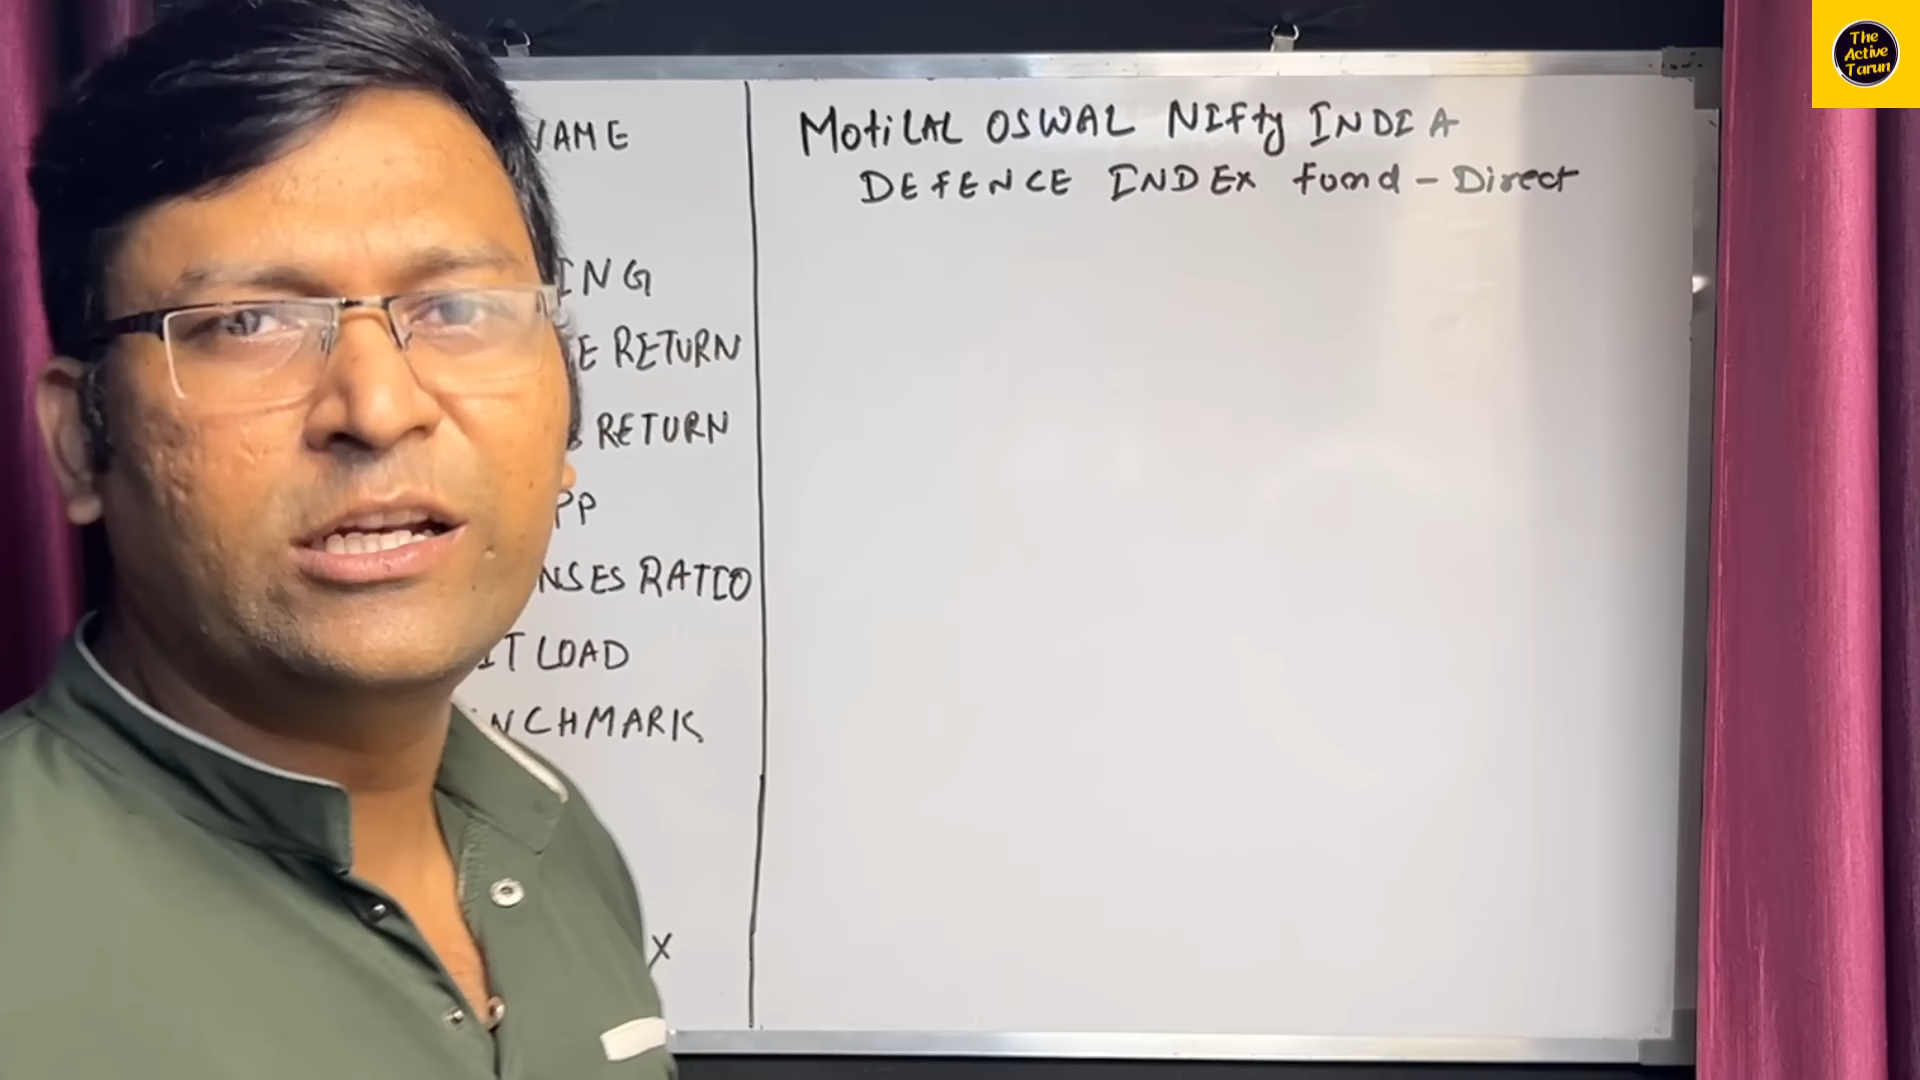 NAME
Motilal OSWAL NIfty INDIA
DEFENCE INDEX fund - Direct
ING
E RETURN
RETURN
PP
NSES RATIO
IT LOAD
NCHMARK
X
The
Active
Tarun